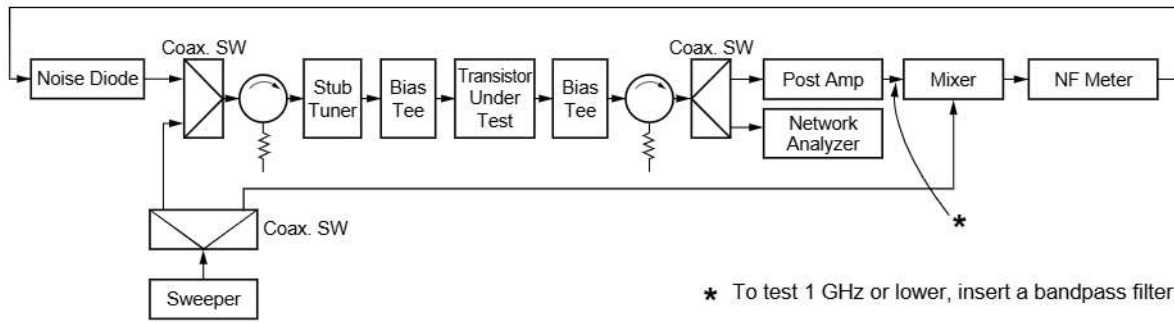 Coax. SW
Coax. SW
Noise Diode
Stub
Tuner
Bias
Tee
Transistor
Under
Test
Bias
Tee
Post Amp
Mixer
NF Meter
Network
Analyzer
Coax. SW
*
Sweeper
* To test 1 GHz or lower, insert a bandpass filter